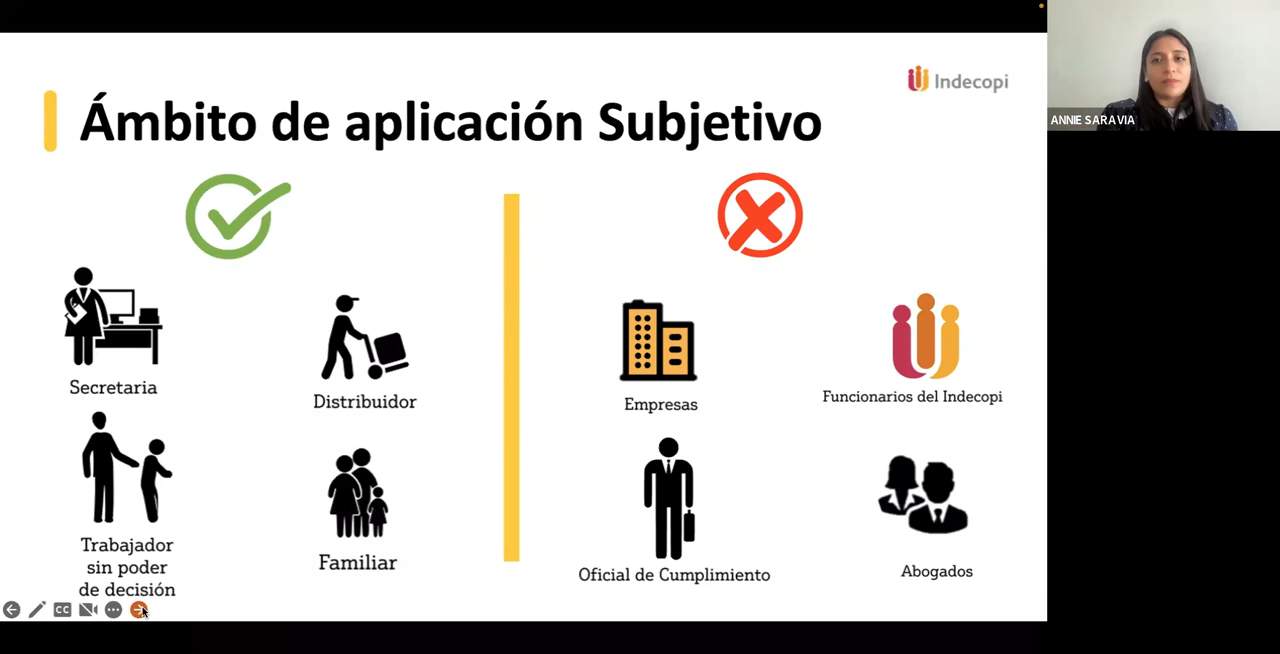 Indecopi
Ámbito de aplicación Subjetivo
ANNIE SARAVIA
Secretaria
Distribuidor
Trabajador
sin poder
de decisión
Familiar
Empresas
Funcionarios del Indecopi
Oficial de Cumplimiento
Abogados
CC